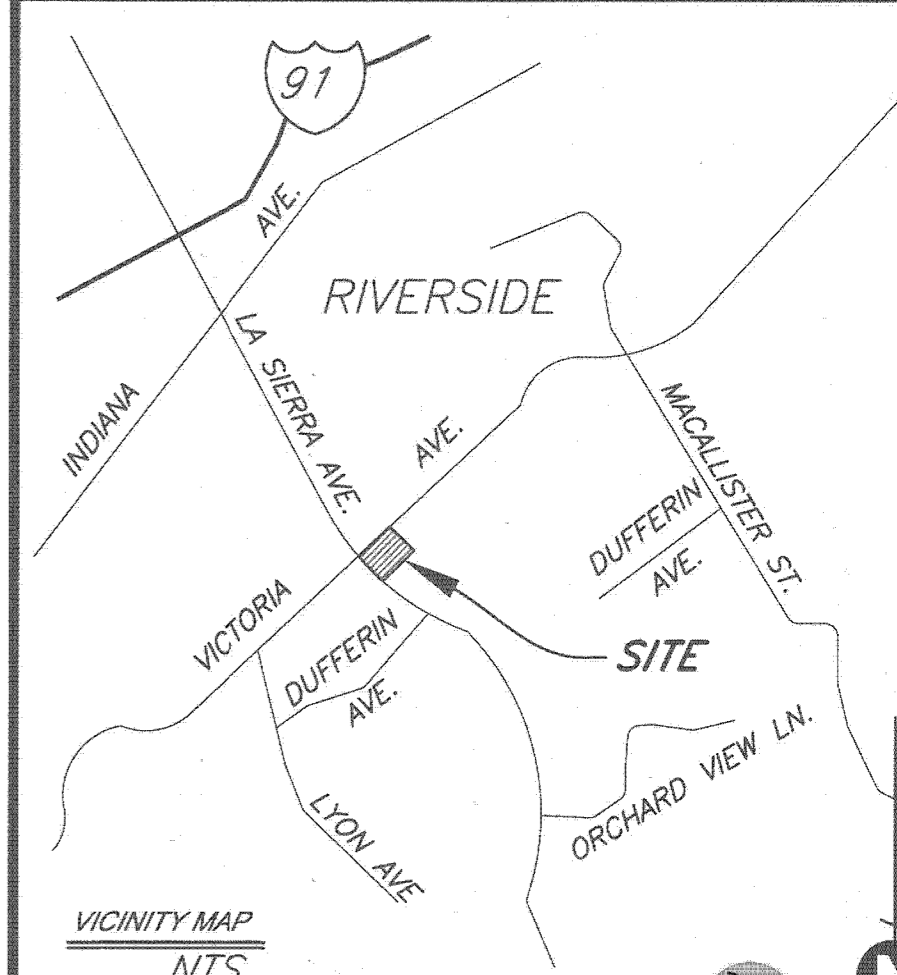 91
AVE.
RIVERSIDE
LA SIERRA AVE.
INDIANA
AVE.
MACALLISTER ST.
DUFFERIN
AVE.
VICTORIA
DUFFERIN
AVE.
SITE
ORCHARD VIEW LN.
LYON AVE
VICINITY MAP
NTS